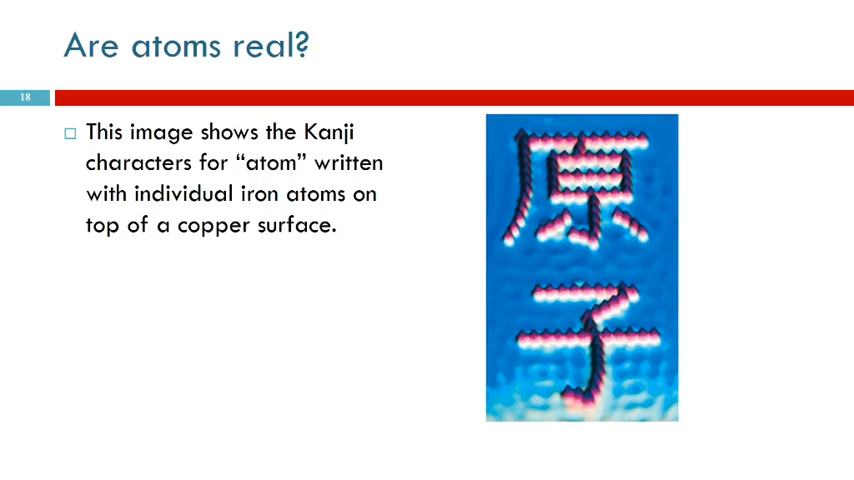 Are atoms real?
18
This image shows the Kanji
characters for “atom” written
with individual iron atoms on
top of a copper surface.
原
子